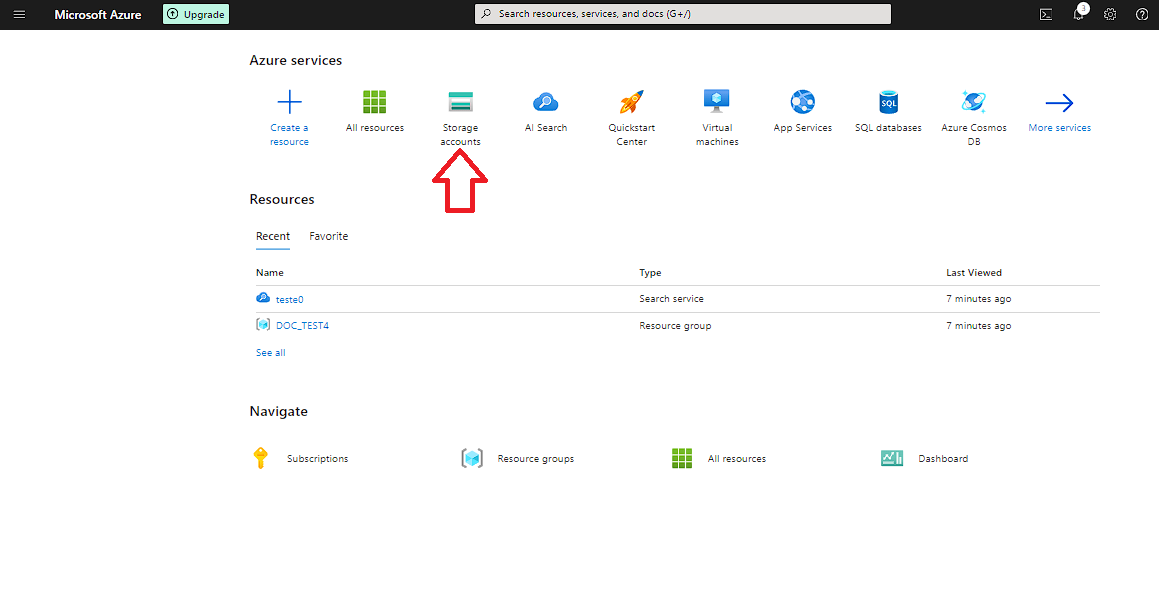 Microsoft Azure Upgrade Search resources, services, and docs (G+/) 3
Azure services
Create a resource
All resources
Storage accounts
AI Search
Quickstart Center
Virtual machines
App Services
SQL
SQL databases
Azure Cosmos DB
More services
Resources
Recent Favorite
Name Type Last Viewed
teste0 Search service 7 minutes ago
DOC_TEST4 Resource group 7 minutes ago
See all
Navigate
Subscriptions Resource groups All resources Dashboard